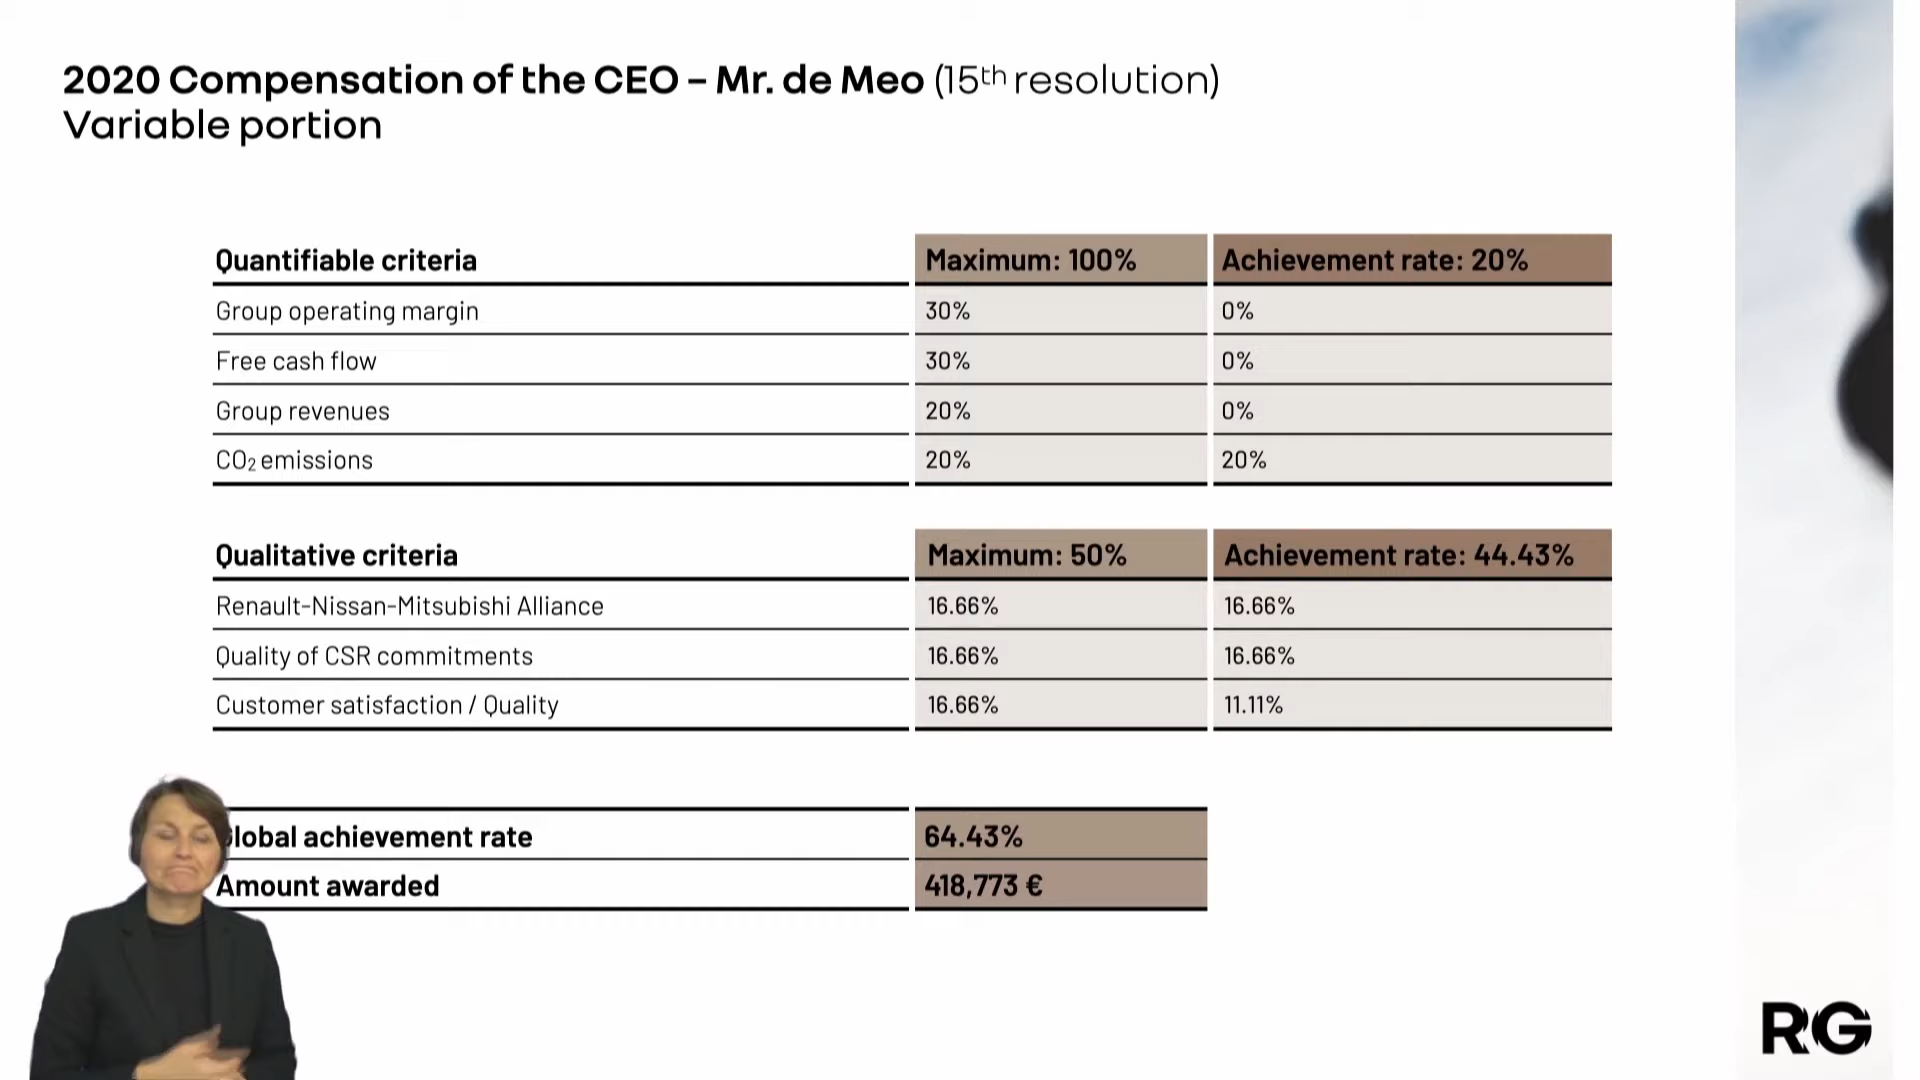 2020 Compensation of the CEO – Mr. de Meo (15th resolution)
Variable portion
Quantifiable criteria Maximum: 100% Achievement rate: 20%
Group operating margin 30% 0%
Free cash flow 30% 0%
Group revenues 20% 0%
CO₂ emissions 20% 20%
Qualitative criteria Maximum: 50% Achievement rate: 44.43%
Renault-Nissan-Mitsubishi Alliance 16.66% 16.66%
Quality of CSR commitments 16.66% 16.66%
Customer satisfaction / Quality 16.66% 11.11%
Global achievement rate 64.43%
Amount awarded 418,773 €
RG